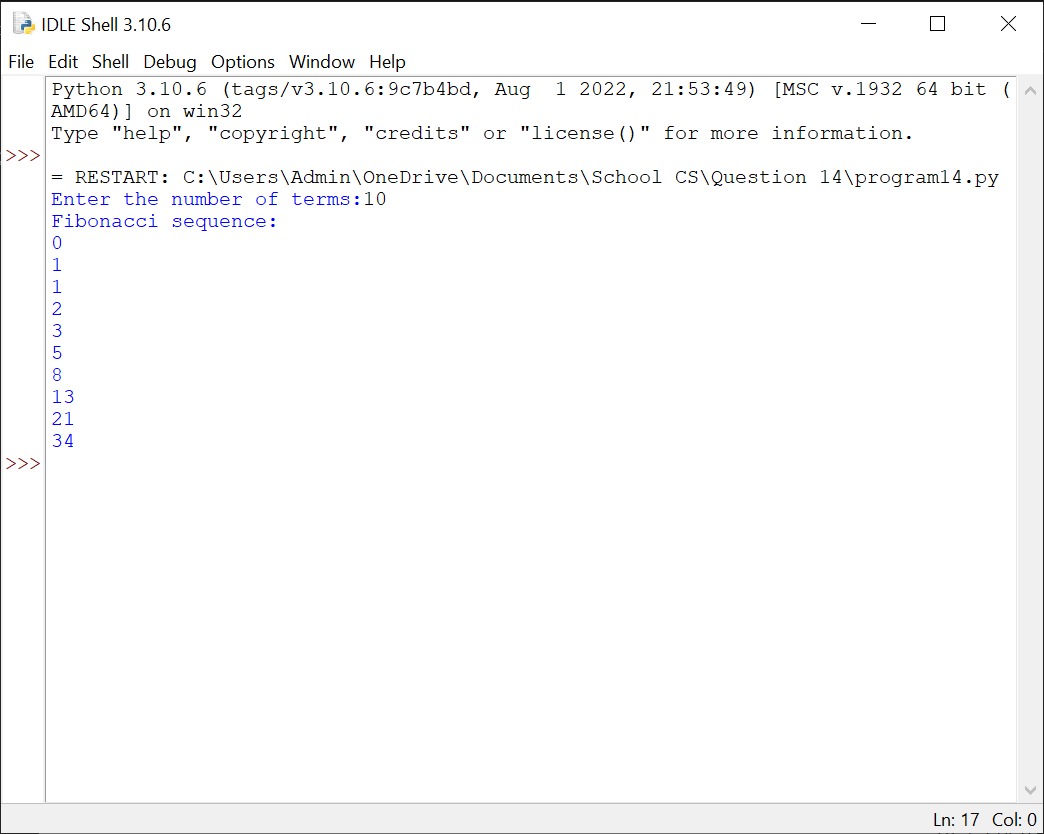 IDLE Shell 3.10.6
File Edit Shell Debug Options Window Help
Python 3.10.6 (tags/v3.10.6:9c7b4bd, Aug  1 2022, 21:53:49) [MSC v.1932 64 bit (
AMD64)] on win32
Type "help", "copyright", "credits" or "license()" for more information.
>>>
= RESTART: C:\Users\Admin\OneDrive\Documents\School CS\Question 14\program14.py
Enter the number of terms:10
Fibonacci sequence:
0
1
1
2
3
5
8
13
21
34
>>>
Ln: 17 Col: 0